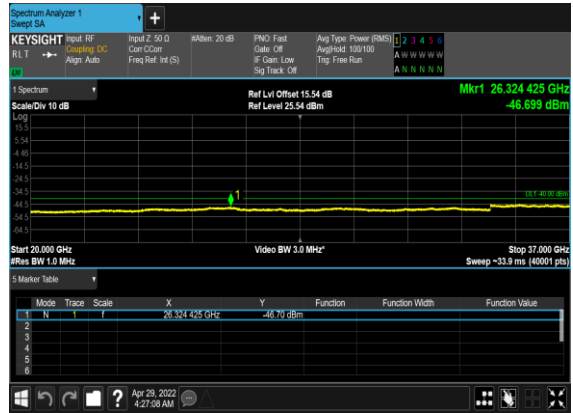 Spectrum Analyzer 1
Swept SA
+
KEYSIGHT Input: RF Input Z: 50 Ω #Atten: 20 dB PNO: Fast Avg Type: Power (RMS) 1 2 3 4 5 6
RLT Coupling: DC Corr CCorr Gate: Off Avg|Hold: 100/100 A W W W W W
Align: Auto Freq Ref: Int (S) IF Gain: Low Trig: Free Run
Sig Track: Off A N N N N N
1 Spectrum Ref Lvl Offset 15.54 dB Mkr1 26.324 425 GHz
Scale/Div 10 dB Ref Level 25.54 dBm -46.699 dBm
Log
15.5
5.54
-4.46
-14.5
-24.5
-34.5 1 DL1 -40.00 dBm
-44.5
-54.5
-64.5
Start 20.000 GHz Video BW 3.0 MHz* Stop 37.000 GHz
#Res BW 1.0 MHz Sweep ~33.9 ms (40001 pts)
5 Marker Table
Mode Trace Scale X Y Function Function Width Function Value
1 N 1 f 26.324 425 GHz -46.70 dBm
2
3
4
5
6
? Apr 29, 2022
4:27:08 AM